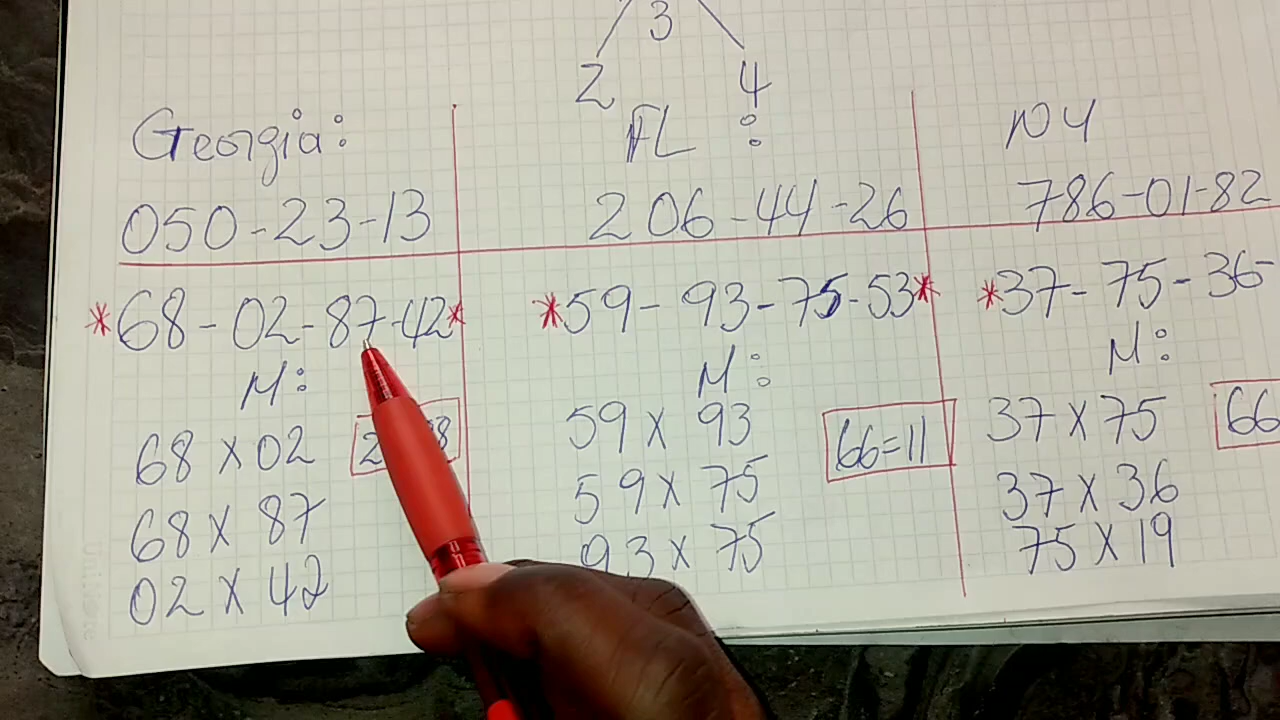 3
2 4
Georgia:
050-23-13
*68-02-87-42*
M:
68 x 02
68 x 87
02 x 42
FL :
206-44-26
*59-93-75-53*
M:
59 x 93
66=11
59 x 75
93 x 75
NY
786-01-82
*37-75-36-
M:
37 x 75
66
37 x 36
75 x 19